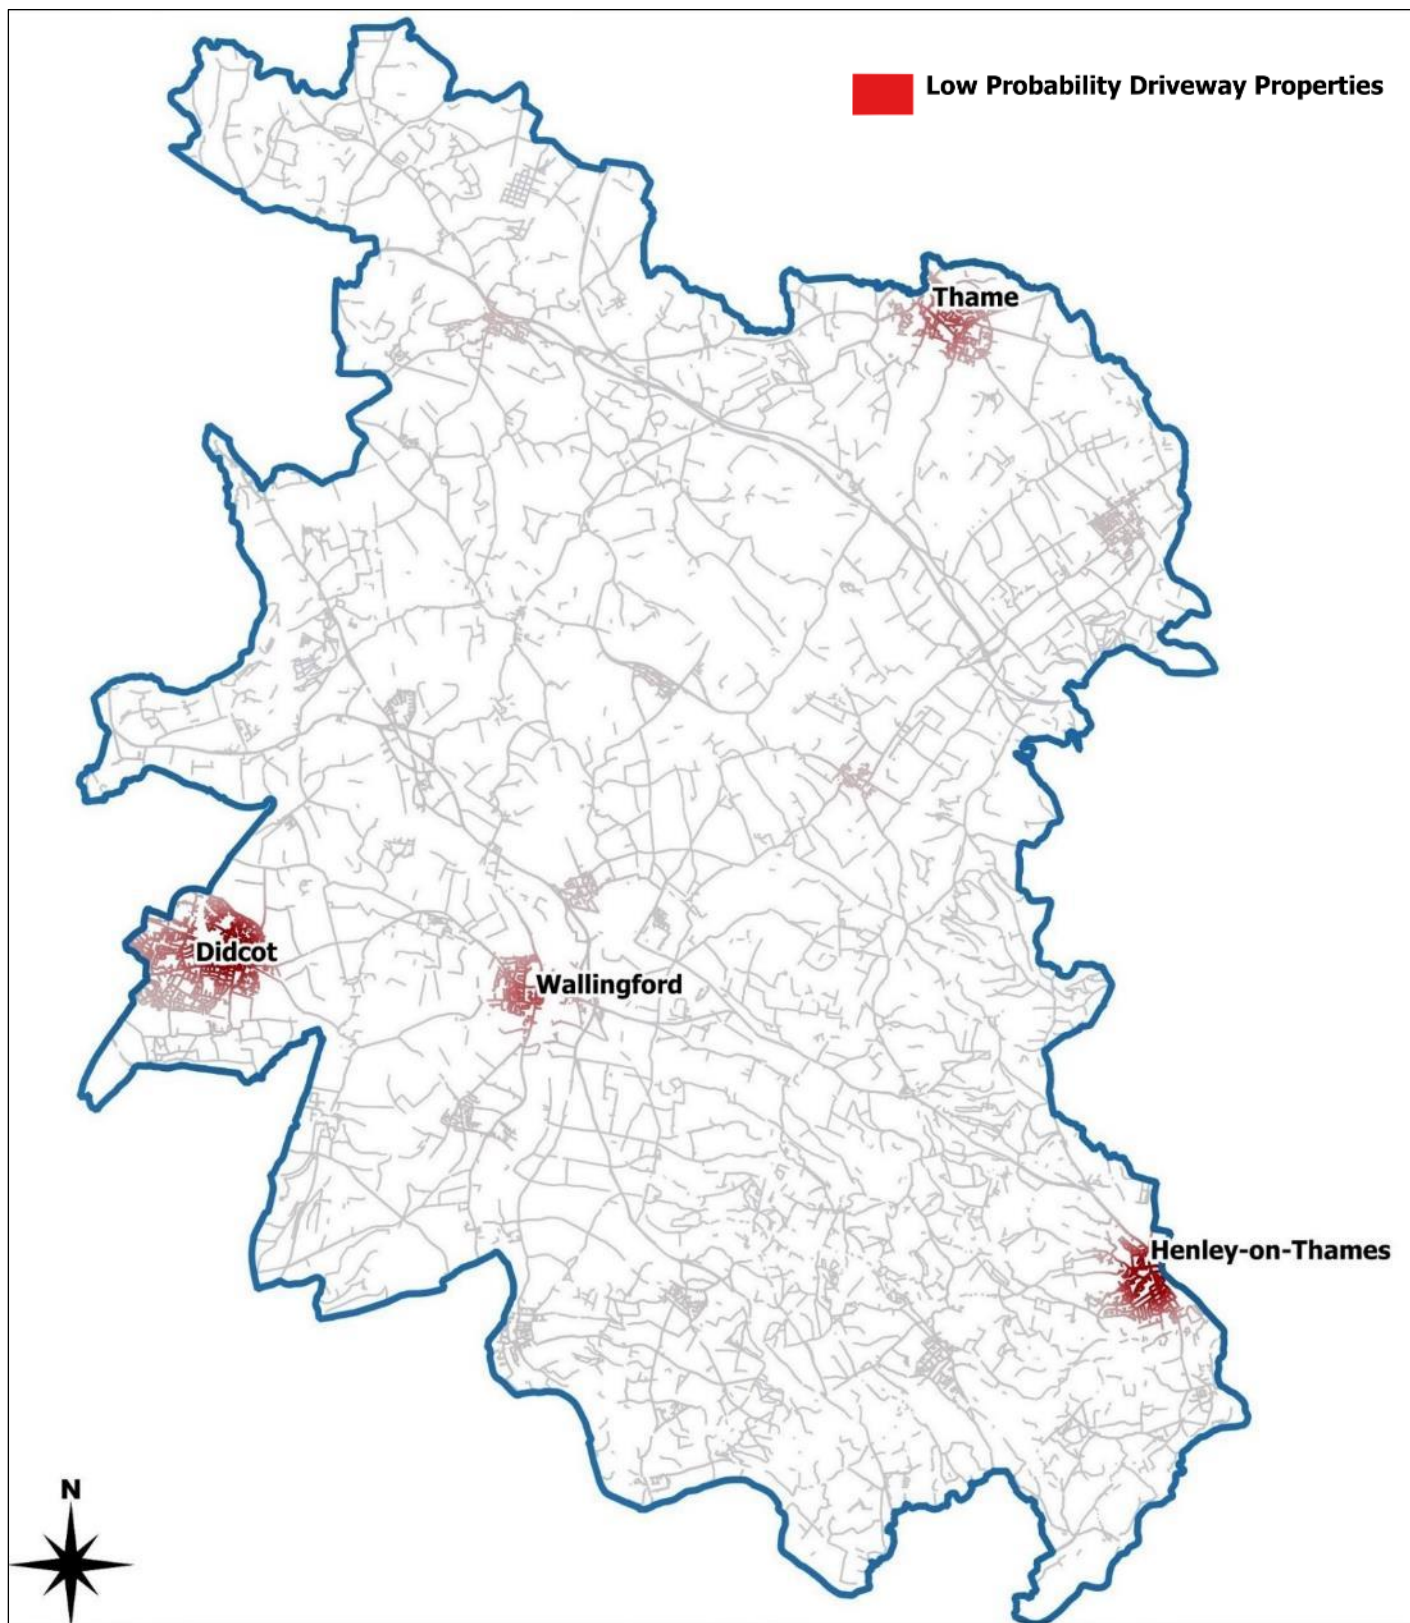 Low Probability Driveway Properties
Thame
Didcot
Wallingford
Henley-on-Thames
N